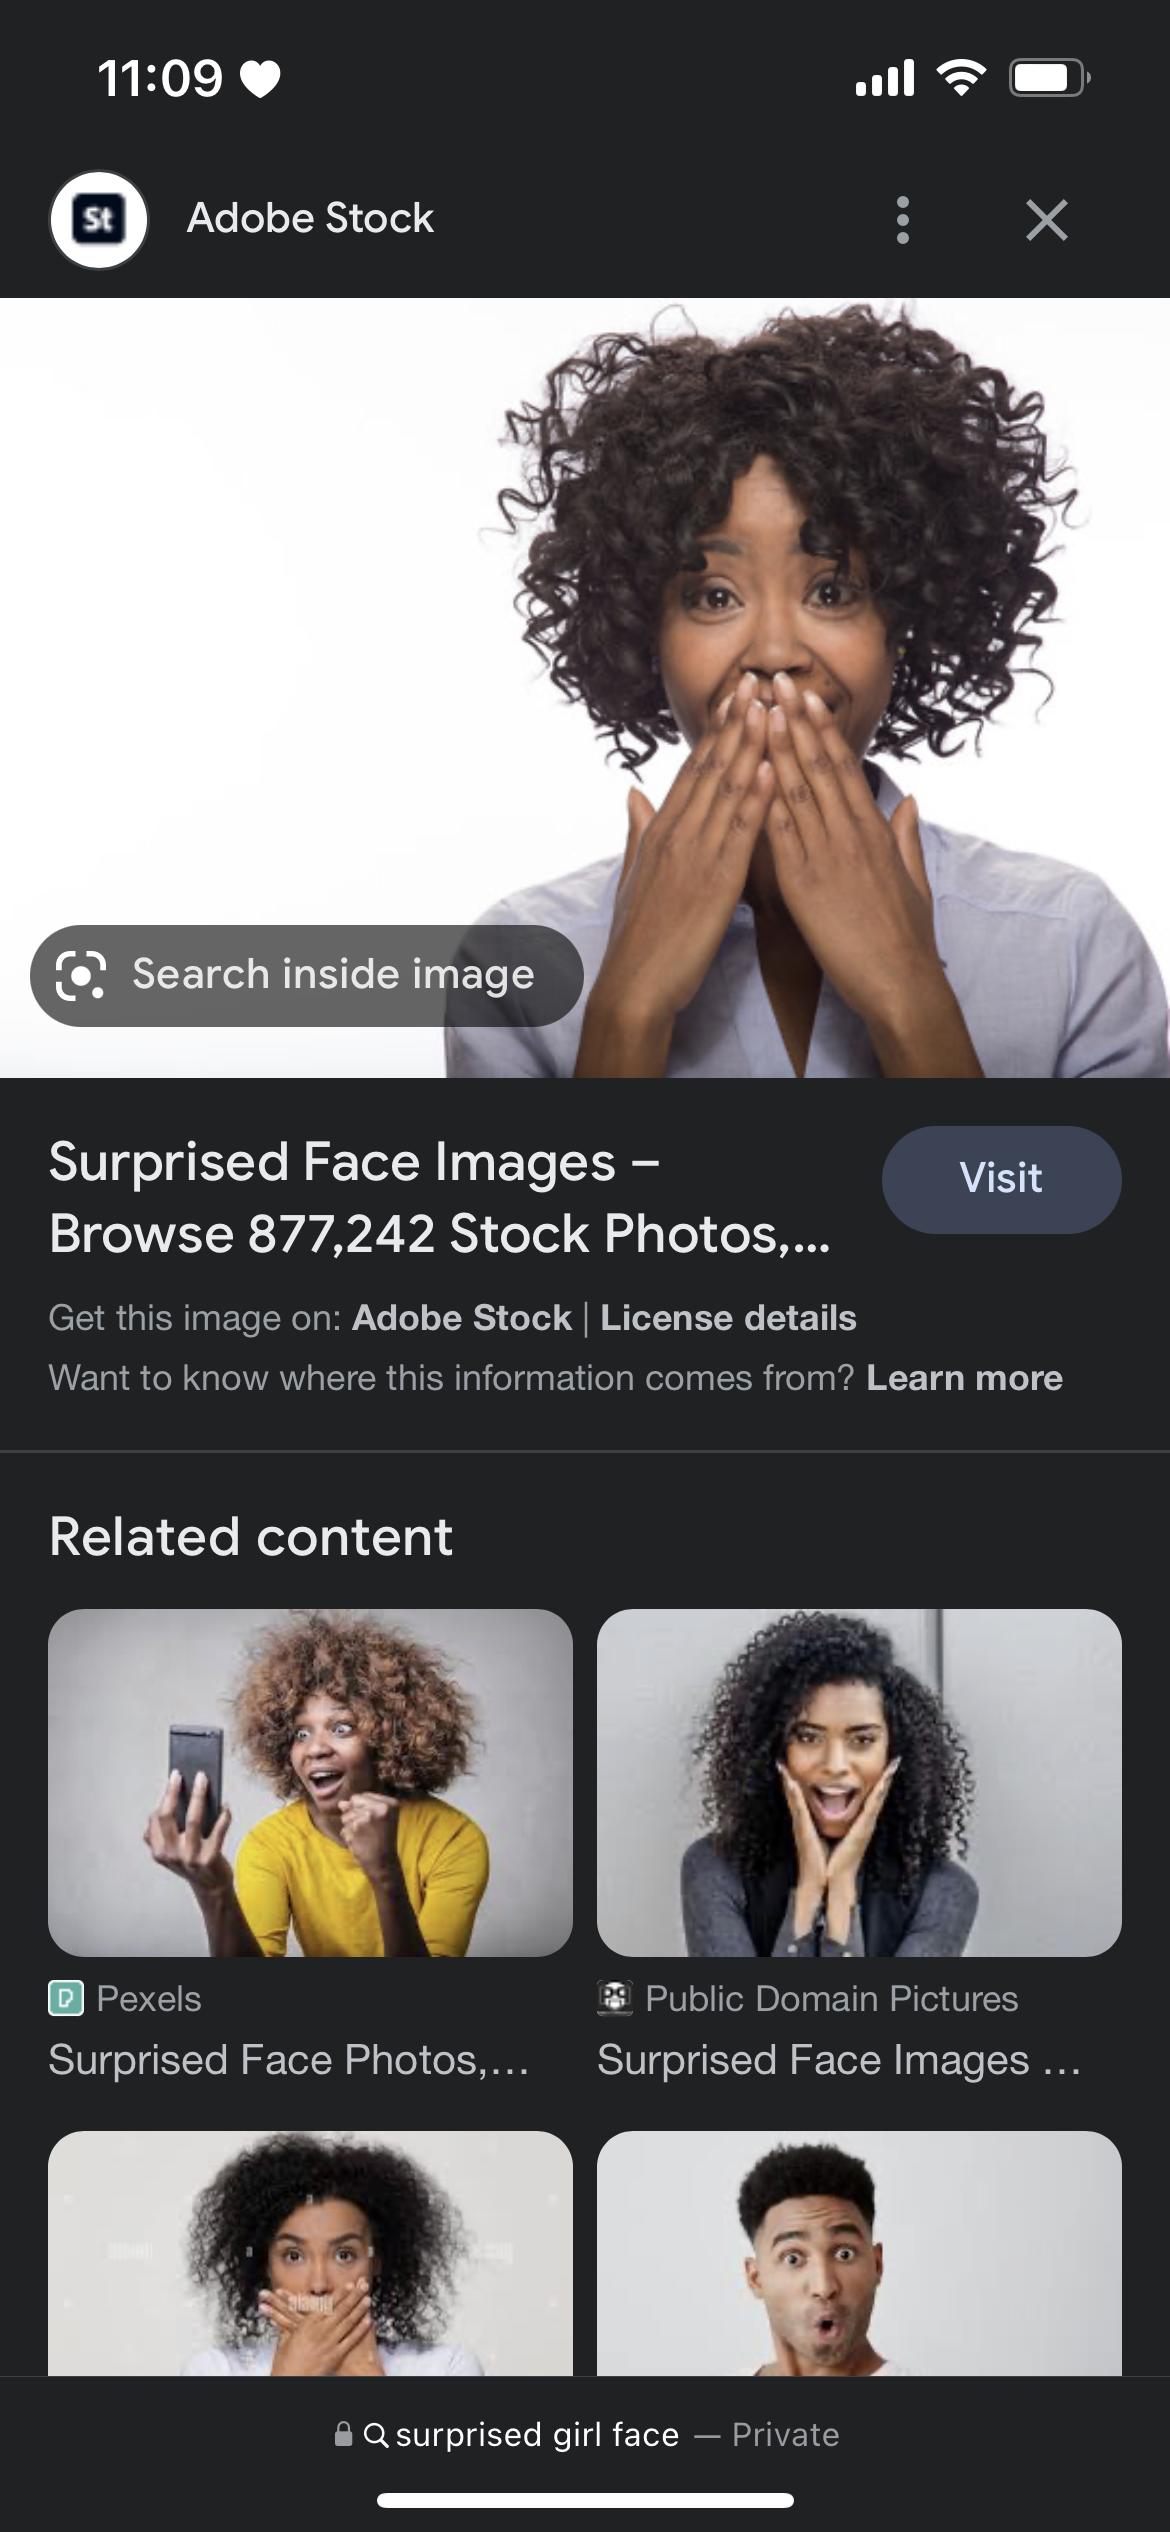 11:09
St
Adobe Stock
Search inside image
Surprised Face Images –
Browse 877,242 Stock Photos,...
Visit
Get this image on: Adobe Stock | License details
Want to know where this information comes from? Learn more
Related content
Pexels
Public Domain Pictures
Surprised Face Photos,...
Surprised Face Images ...
alamy
surprised girl face — Private